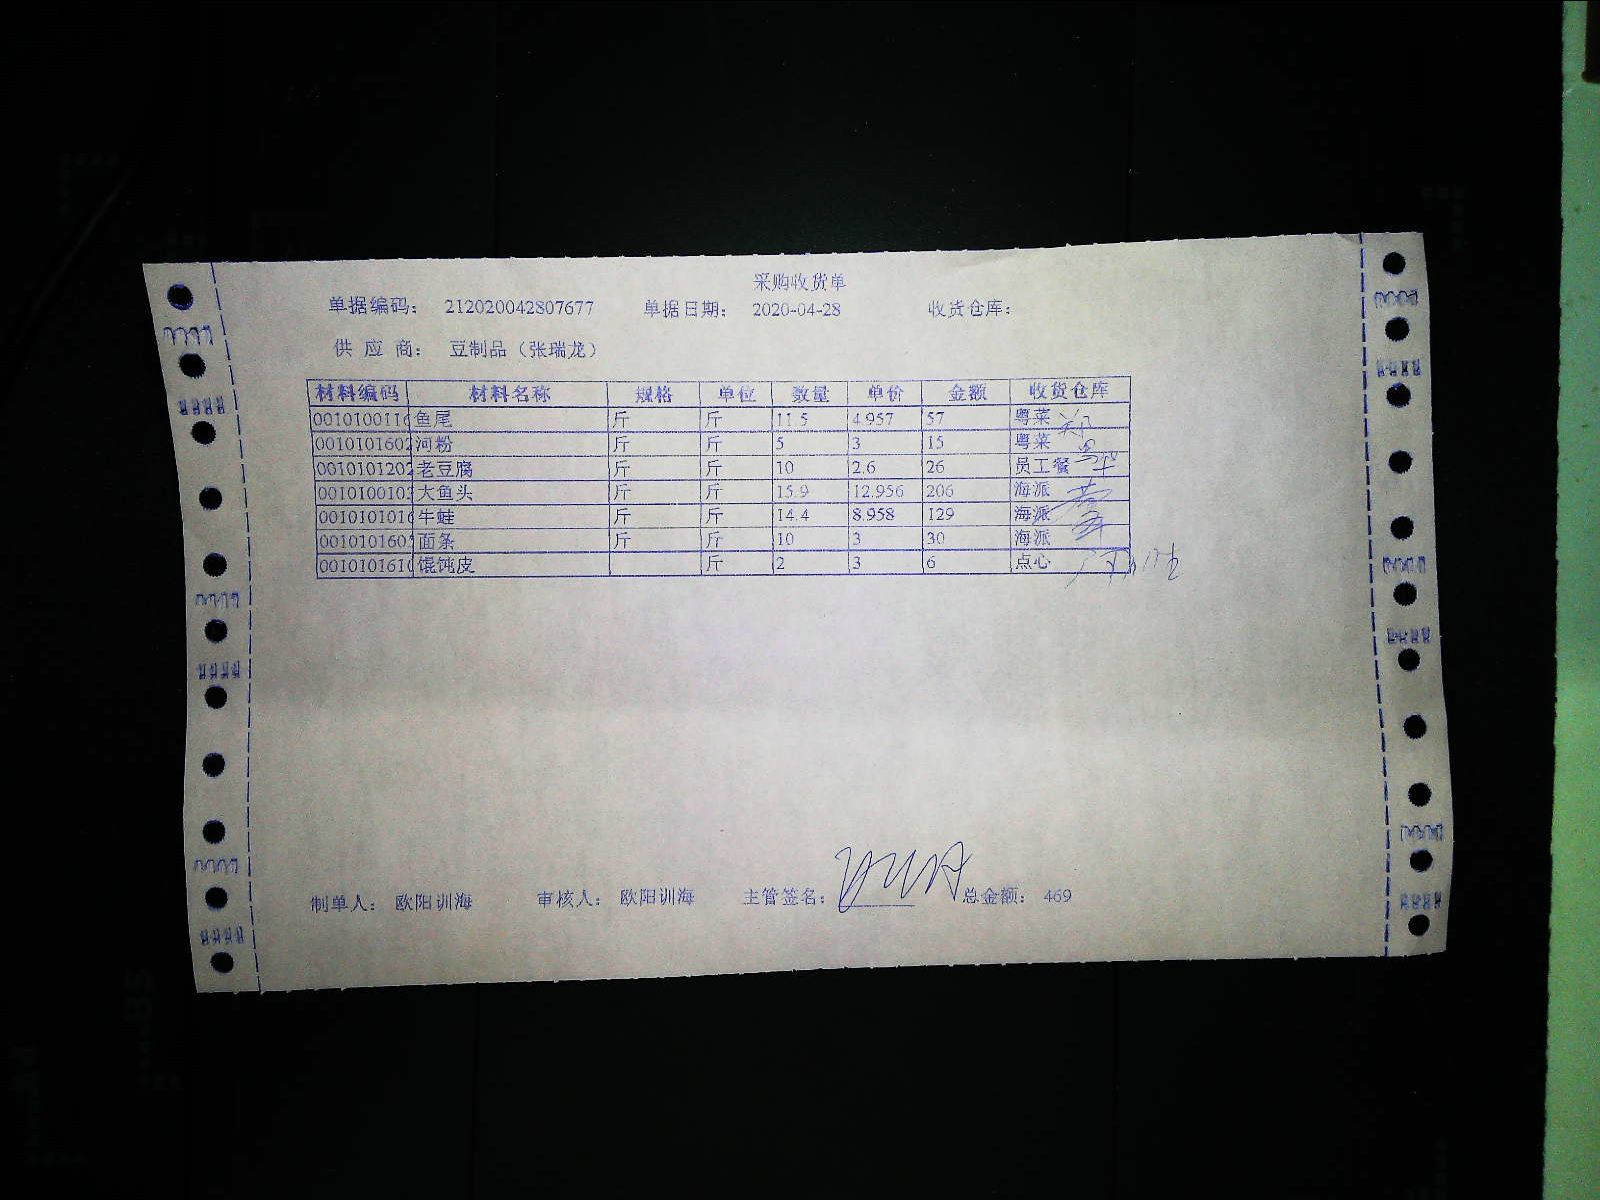 采购收货单
单据编码： 212020042807677 单据日期： 2020-04-28 收货仓库：
供 应 商： 豆制品（张瑞龙）
材料编码 材料名称 规格 单位 数量 单价 金额 收货仓库
001010011 鱼尾 斤 斤 11.5 4.957 57 粤菜
0010101602 河粉 斤 斤 5 3 15 粤菜
0010101202 老豆腐 斤 斤 10 2.6 26 员工餐
001010010 大鱼头 斤 斤 15.9 12.956 206 海派
001010101 牛蛙 斤 斤 14.4 8.958 129 海派
001010160 面条 斤 斤 10 3 30 海派
001010161 馄饨皮 斤 2 3 6 点心
制单人： 欧阳训海 审核人： 欧阳训海 主管签名： 总金额： 469